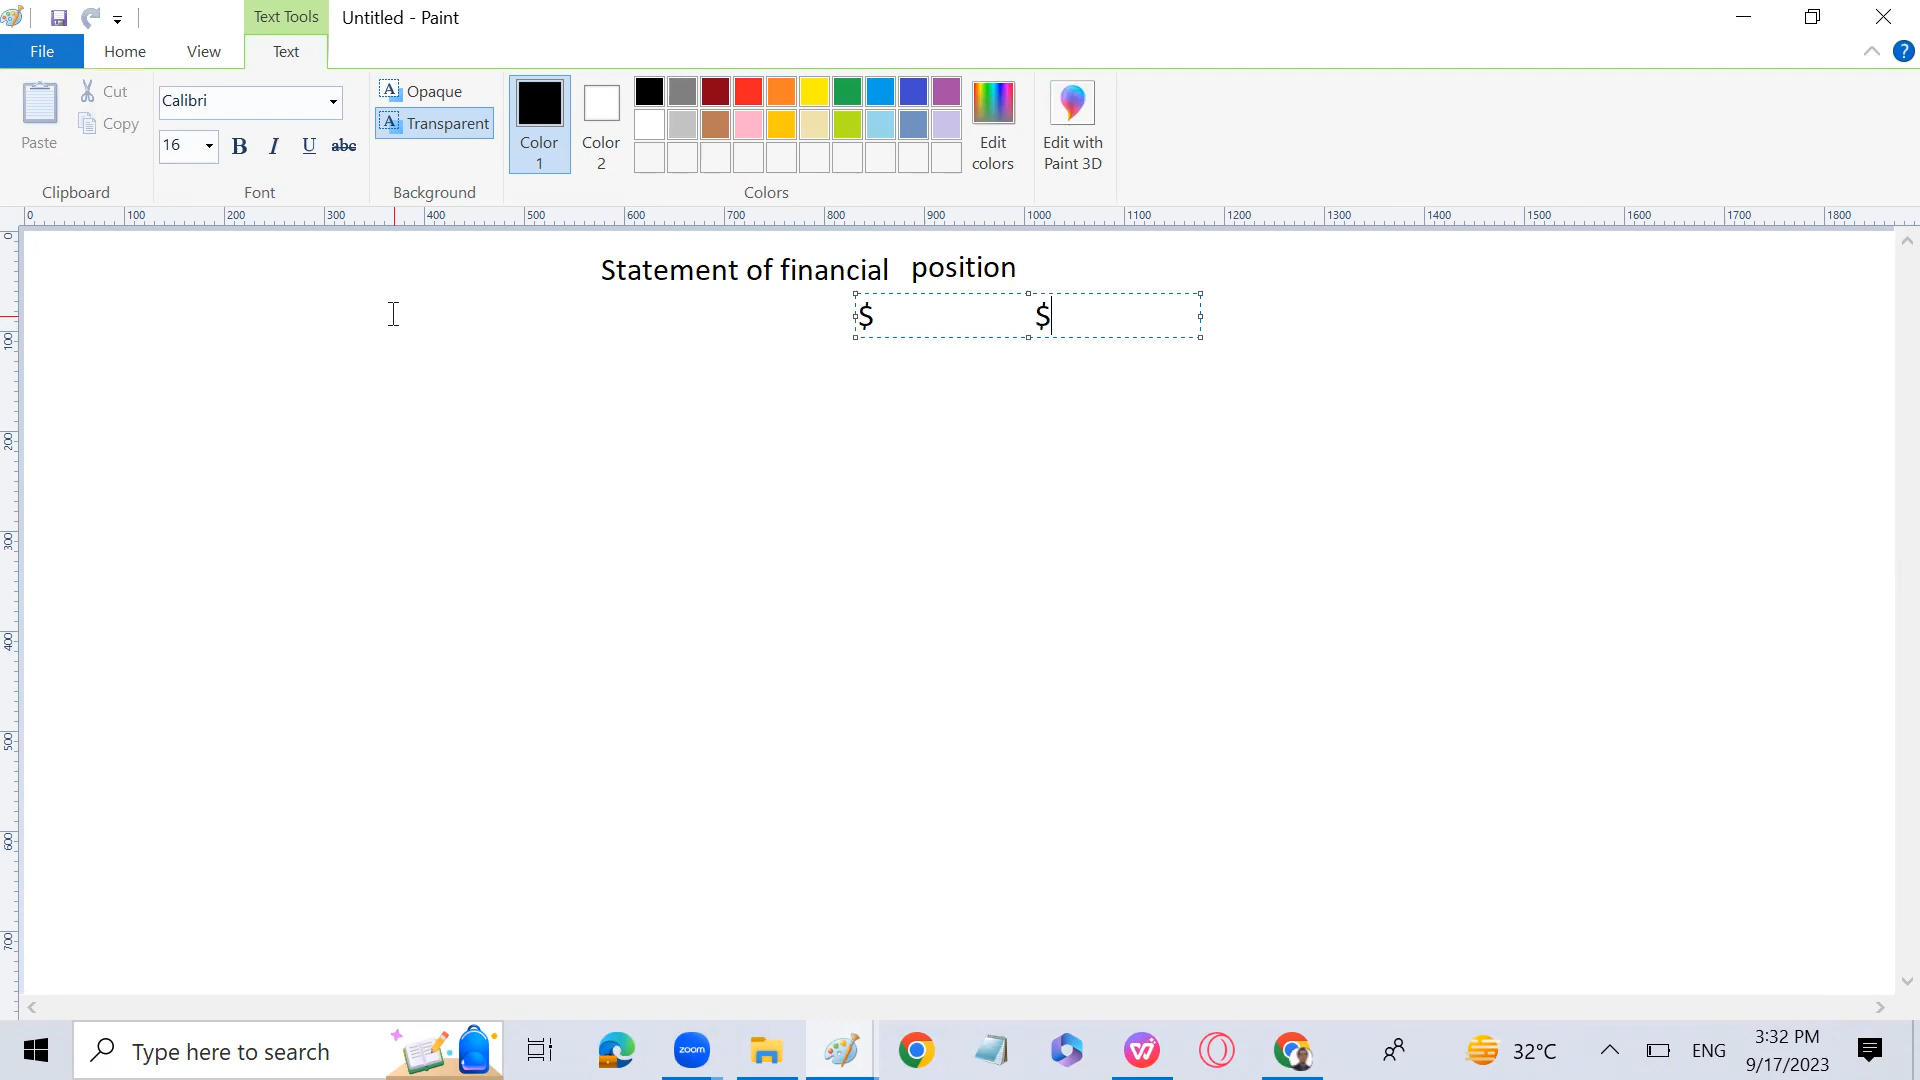 Text Tools Untitled - Paint
File Home View Text
Paste Cut Copy
Clipboard
Calibri
16 B I U abc
Font
A Opaque
A Transparent
Background
Color 1
Color 2
Edit colors
Colors
Edit with Paint 3D
0 100 200 300 400 500 600 700 800 900 1000 1100 1200 1300 1400 1500 1600 1700 1800
0
100
200
300
400
500
600
700
Statement of financial position
$ $
Type here to search
zoom
32°C
ENG
3:32 PM
9/17/2023